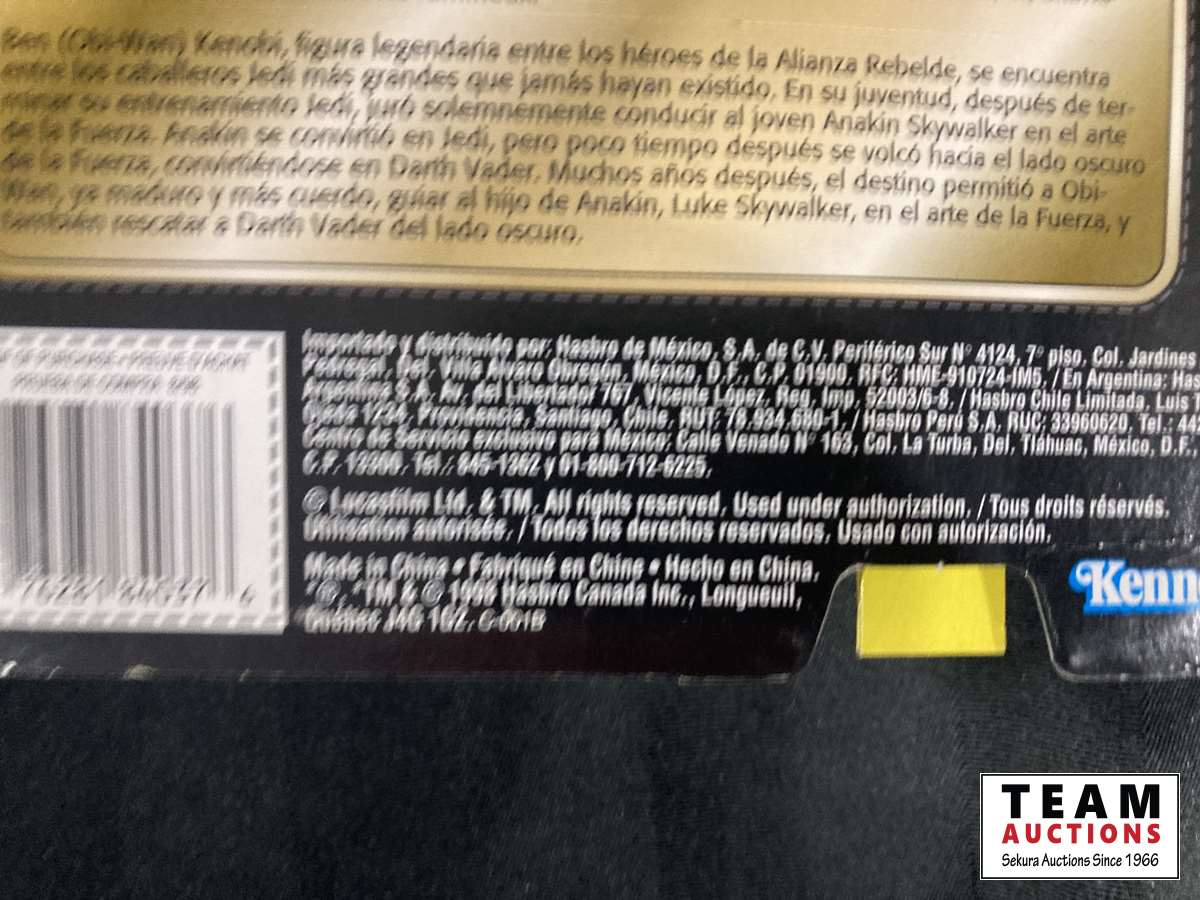 Ben (Obi-Wan) Kenobi, figura legendaria entre los héroes de la Alianza Rebelde, se encuentra
entre los caballeros Jedi más grandes que jamás hayan existido. En su juventud, después de ter-
minar su entrenamiento Jedi, juró solemnemente conducir al joven Anakin Skywalker en el arte
de la Fuerza. Anakin se convirtió en Jedi, pero poco tiempo después se volcó hacia el lado oscuro
de la Fuerza, convirtiéndose en Darth Vader. Muchos años después, el destino permitió a Obi-
Wan, ya maduro y más cuerdo, guiar al hijo de Anakin, Luke Skywalker, en el arte de la Fuerza, y
también rescatar a Darth Vader del lado oscuro.
Importado y distribuido por: Hasbro de México, S.A. de C.V. Periférico Sur Nº 4124, 7º piso, Col. Jardines
Pedregal, Del. Villa Alvaro Obregón, México, D.F., C.P. 01900, RFC: HME-910724-IM5. / En Argentina: Has
Argentina S.A. Av. del Libertador 767, Vicente López, Reg. Imp. 52003/6-8. / Hasbro Chile Limitada, Luis
Ojeda 1234, Providencia, Santiago, Chile, RUT: 78.934.680-1. / Hasbro Perú S.A. RUC: 33960620. Tel.: 44
Centro de Servicio exclusivo para México: Calle Venado Nº 163, Col. La Turba, Del. Tláhuac, México, D.F.,
C.P. Tel.: 845-1362 y 01-800-712-6225.
© Lucasfilm Ltd. & TM. All rights reserved. Used under authorization. / Tous droits réservés.
Utilisation autorisée. / Todos los derechos reservados. Usado con autorización.
Made in China • Fabriqué en Chine • Hecho en China.
®, *TM & © 1998 Hasbro Canada Inc., Longueuil,
Québec J4G 1G2. C-001B
Kenn
TEAM
AUCTIONS
Sekura Auctions Since 1966